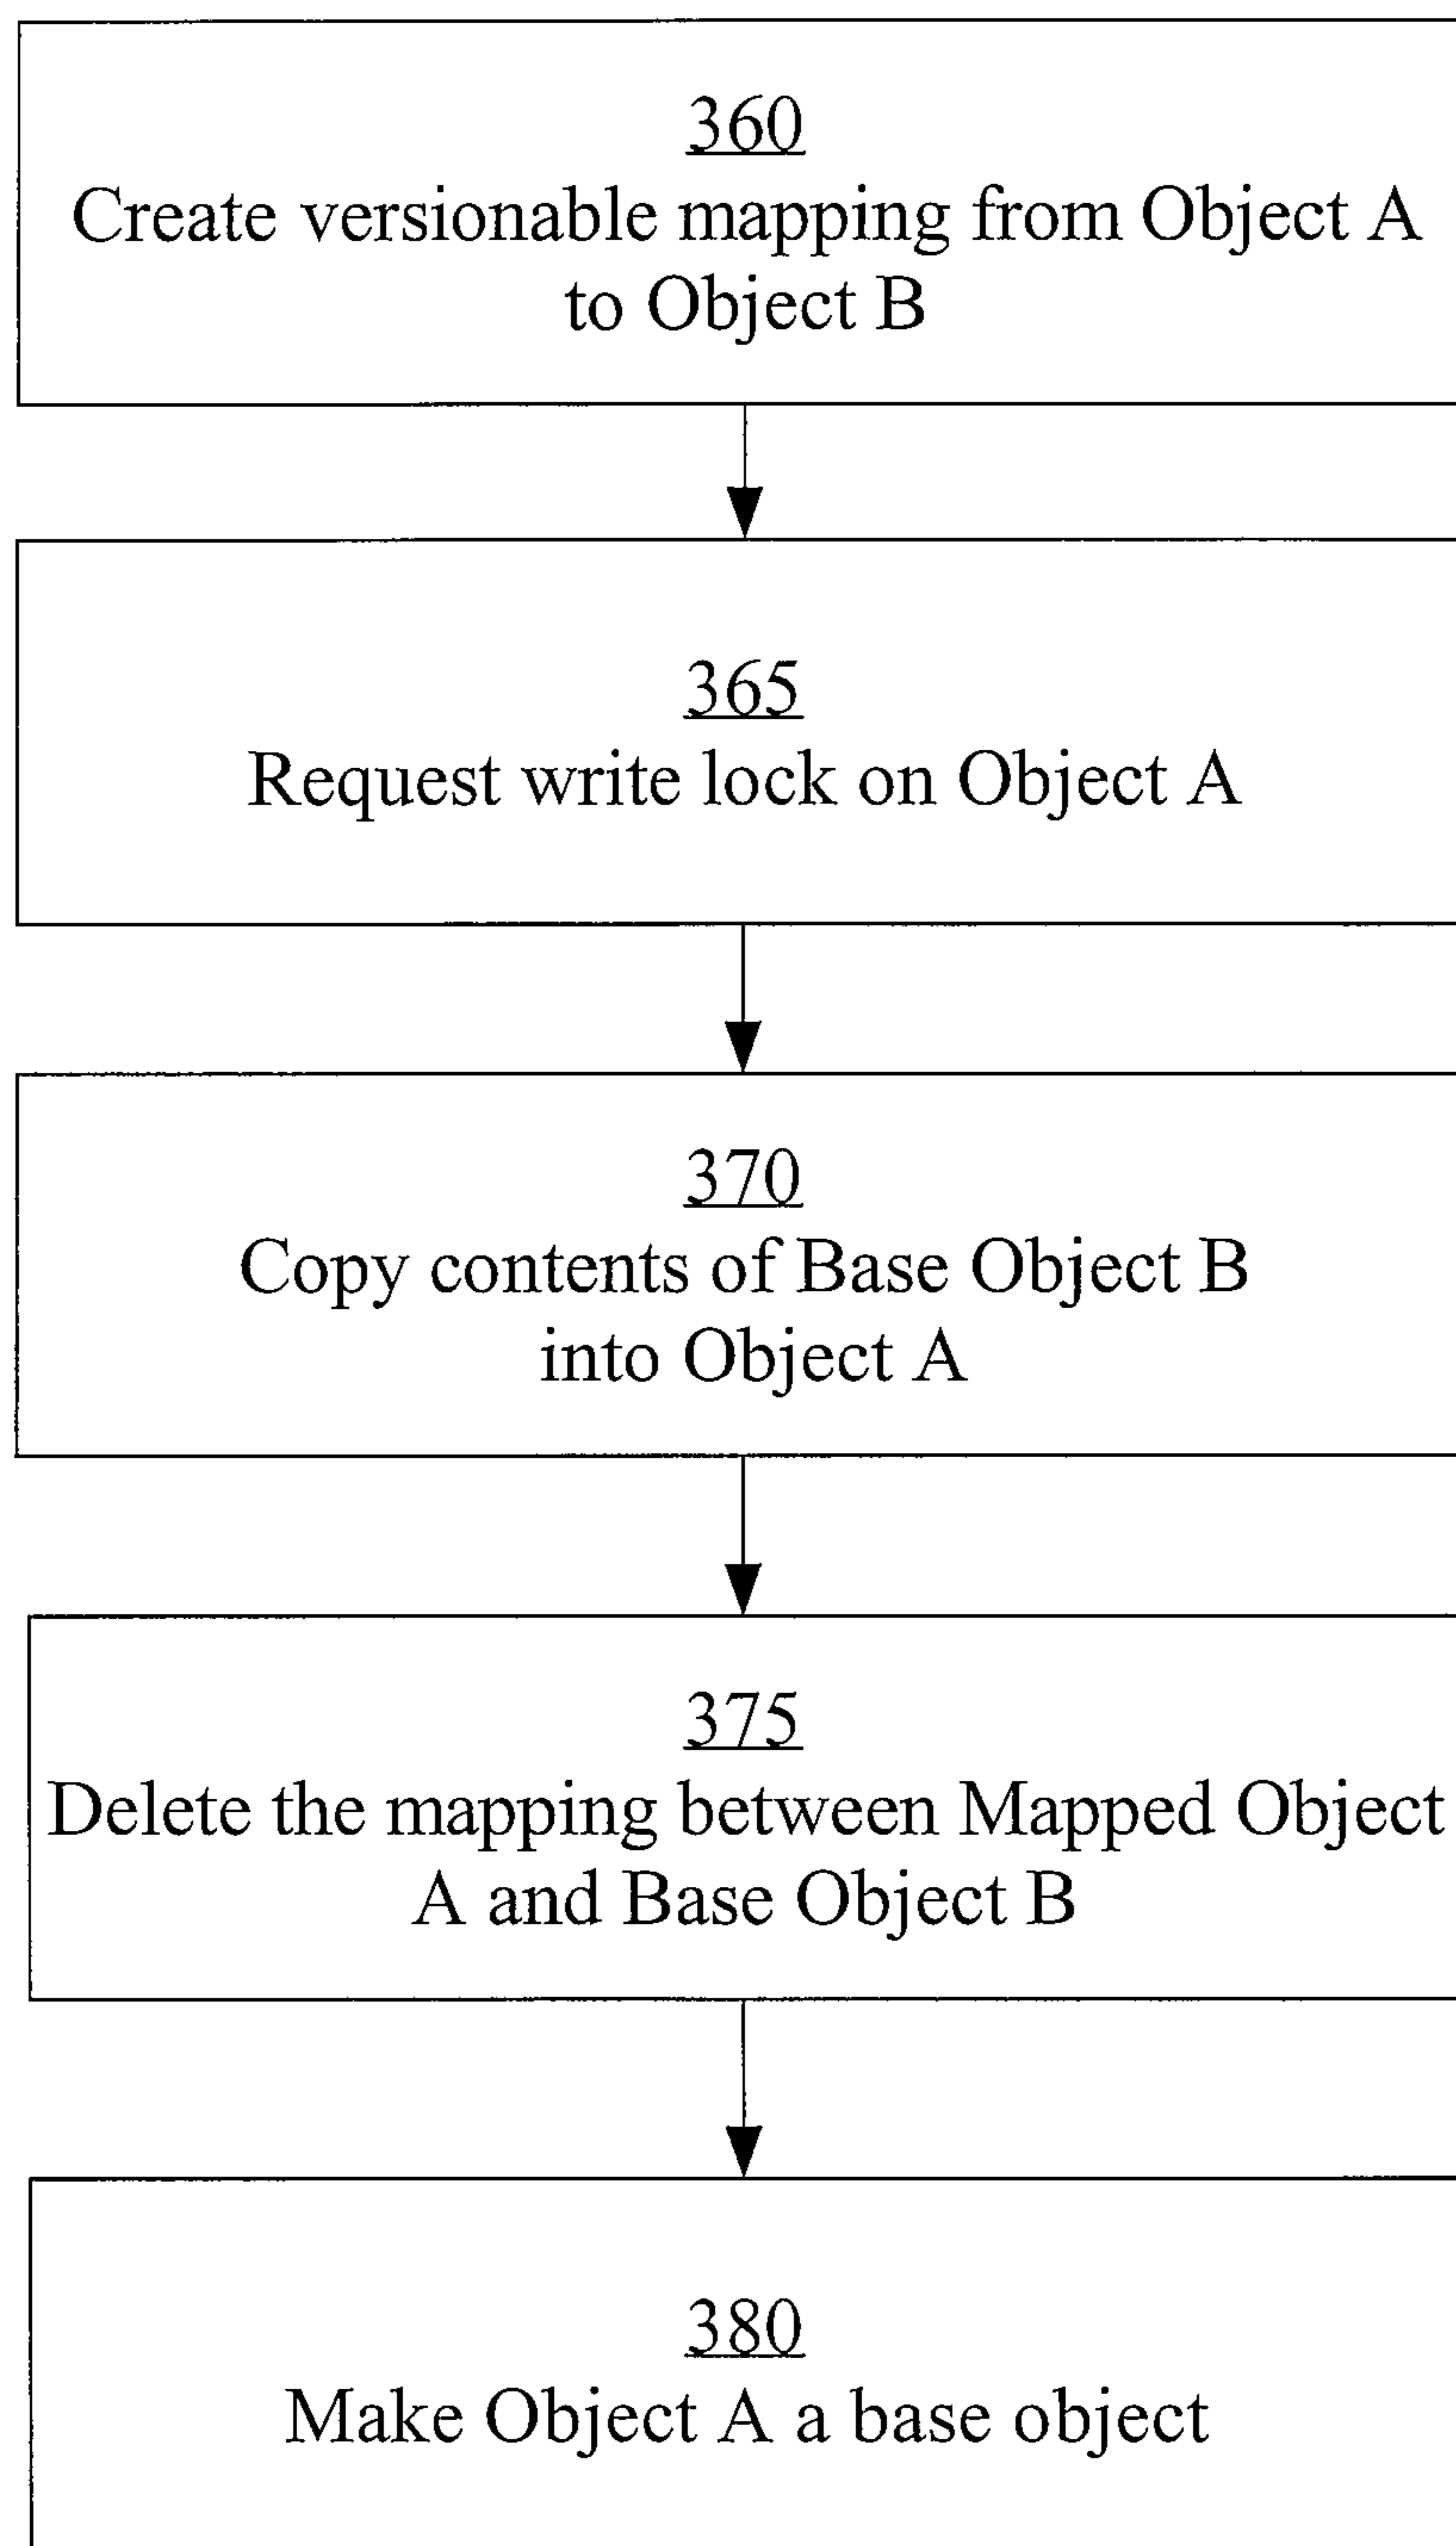 360
Create versionable mapping from Object A
to Object B
365
Request write lock on Object A
370
Copy contents of Base Object B
into Object A
375
Delete the mapping between Mapped Object
A and Base Object B
380
Make Object A a base object